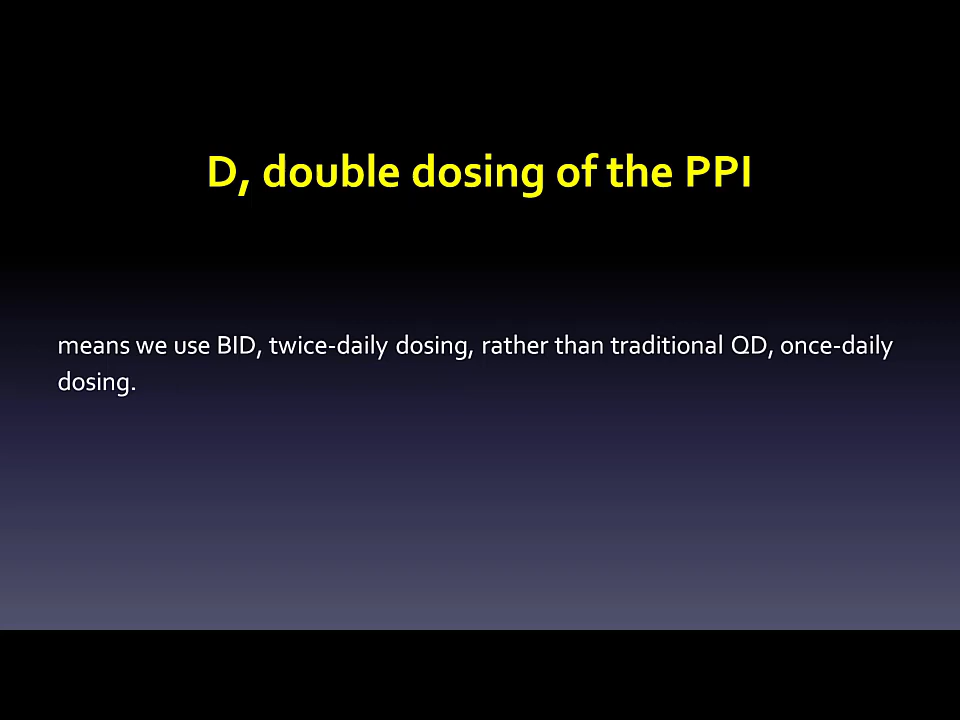 D, double dosing of the PPI
means we use BID, twice-daily dosing, rather than traditional QD, once-daily
dosing.